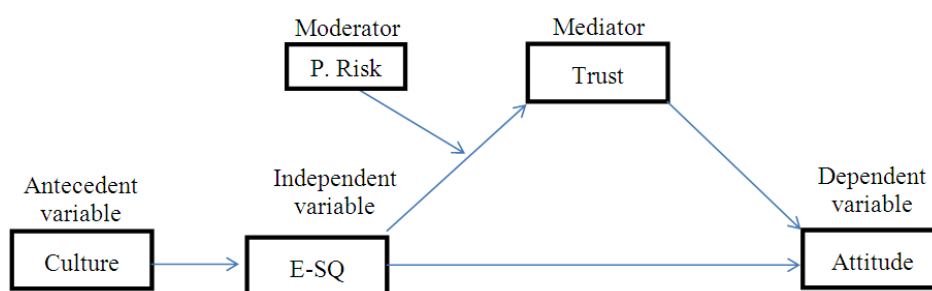 Moderator
P. Risk
Mediator
Trust
Antecedent
variable
Culture
Independent
variable
E-SQ
Dependent
variable
Attitude